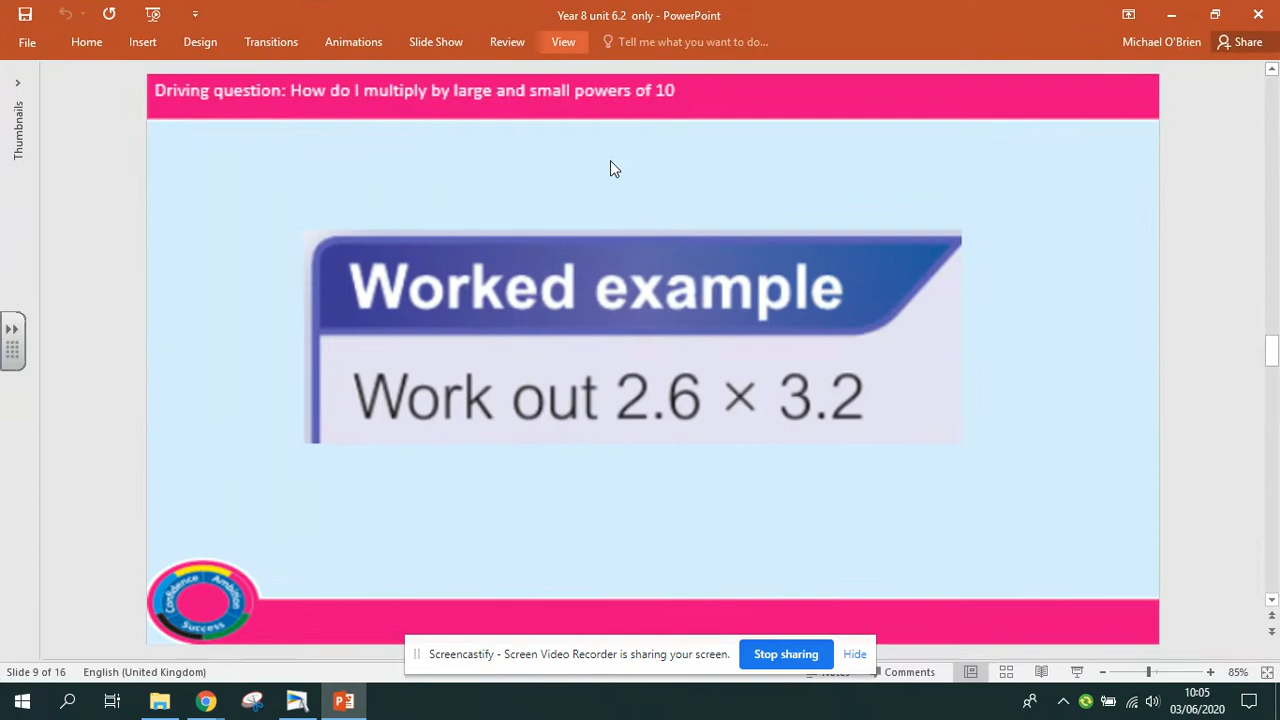 Year 8 unit 6.2 only - PowerPoint
File Home Insert Design Transitions Animations Slide Show Review View Tell me what you want to do... Michael O'Brien Share
Driving question: How do I multiply by large and small powers of 10
Thumbnails
Worked example
Work out 2.6 × 3.2
Confidence Ambition
Success
Screencastify - Screen Video Recorder is sharing your screen. Stop sharing Hide
Slide 9 of 16 English (United Kingdom) Comments 85%
10:05
03/06/2020